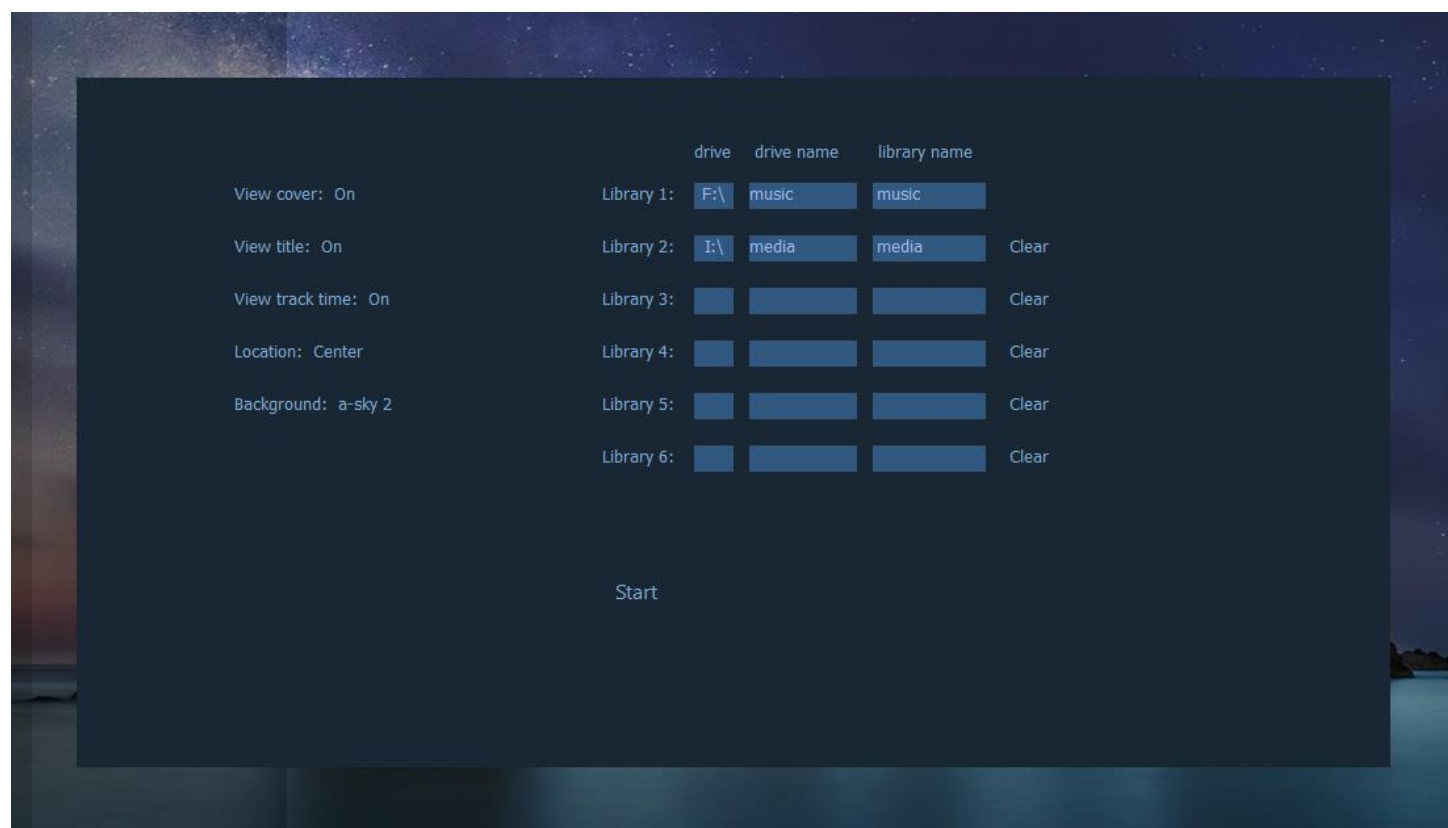 drive drive name library name
View cover: On Library 1: F:\ music music
View title: On Library 2: I:\ media media Clear
View track time: On Library 3: Clear
Location: Center Library 4: Clear
Background: a-sky 2 Library 5: Clear
Library 6: Clear
Start